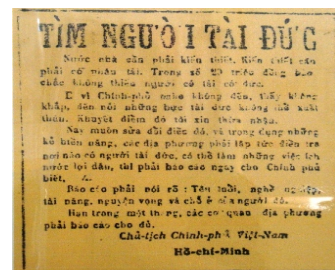 TÌM NGƯỜI TÀI ĐỨC
Nước nhà cần phải kiến thiết. Kiến thiết cần
phải có nhân tài. Trong số 20 triệu đồng bào
chắc không thiếu người có tài có đức.
E vì Chính-phủ nghe không đến, thấy không
khắp, đến nỗi những bực tài đức không thể xuất
thân. Khuyết điểm đó tôi xin thừa nhận.
Nay muốn sửa đổi điều đó, và trọng dụng những
kẻ hiền năng, các địa phương phải lập tức điều tra
nơi nào có người tài đức, có thể làm những việc ích
nước lợi dân, thì phải báo cáo ngay cho Chính phủ
biết.
Báo cáo phải nói rõ: Tên tuổi, nghề nghiệp,
tài năng, nguyện vọng và chỗ ở của người đó.
Hạn trong một tháng, các cơ quan địa phương
phải báo cáo cho đủ.
Chủ-tịch Chính-phủ Việt-Nam
Hồ-chí-Minh